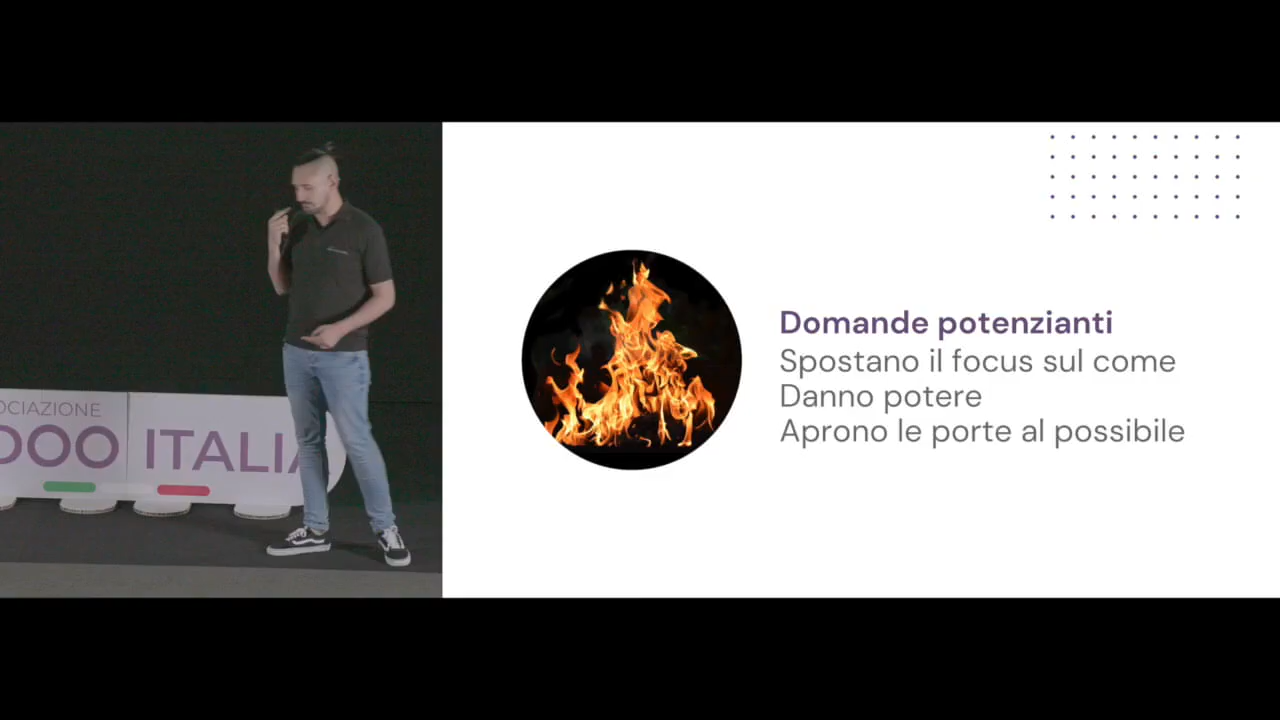 OCIAZIONE
DOO ITALIA
Domande potenzianti
Spostano il focus sul come
Danno potere
Aprono le porte al possibile